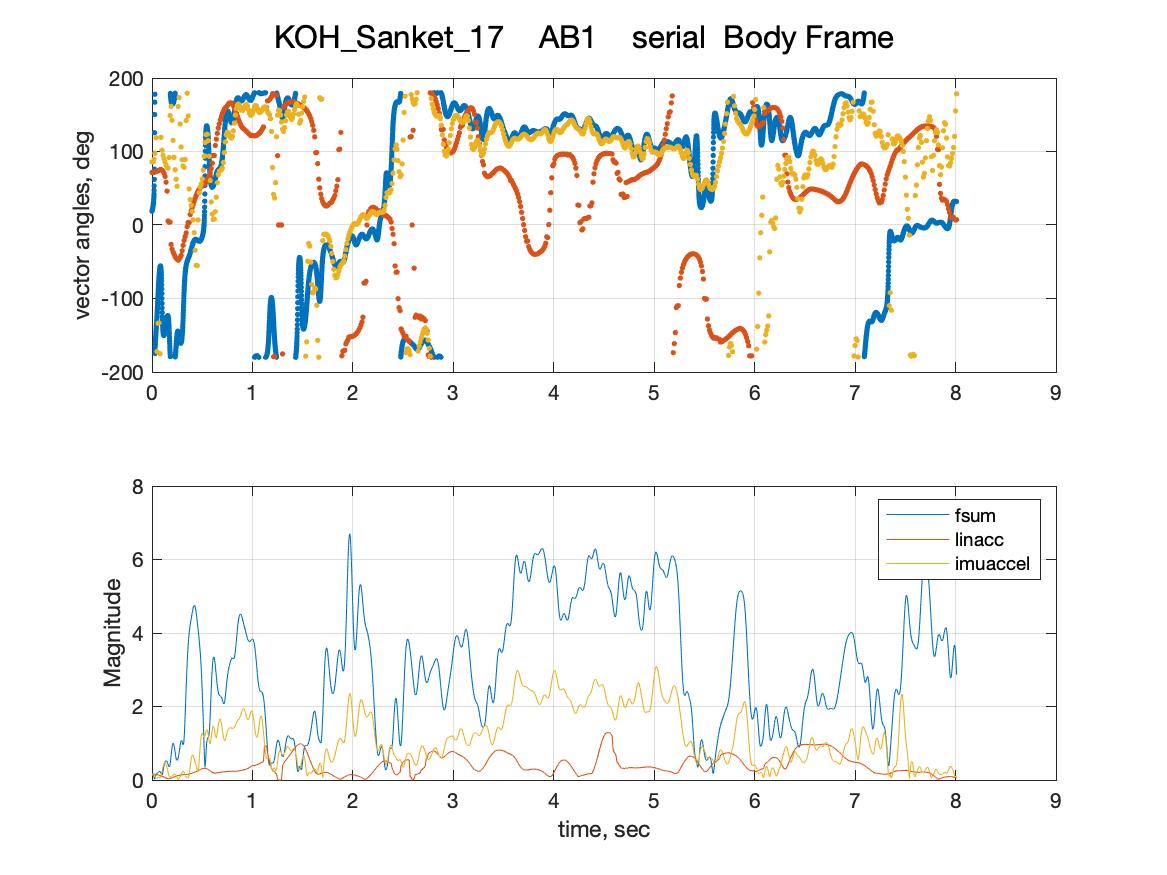 KOH_Sanket_17 AB1 serial Body Frame
200
100
0
-100
-200
vector angles, deg
0 1 2 3 4 5 6 7 8 9
8
6
4
2
0
Magnitude
fsum
linacc
imuaccel
0 1 2 3 4 5 6 7 8 9
time, sec